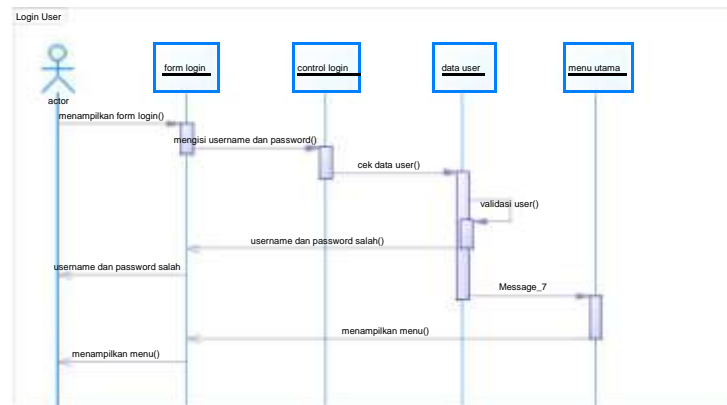 Login User
form login
control login
data user
menu utama
actor
menampilkan form login()
mengisi username dan password()
cek data user()
validasi user()
username dan password salah()
username dan password salah
Message_7
menampilkan menu()
menampilkan menu()